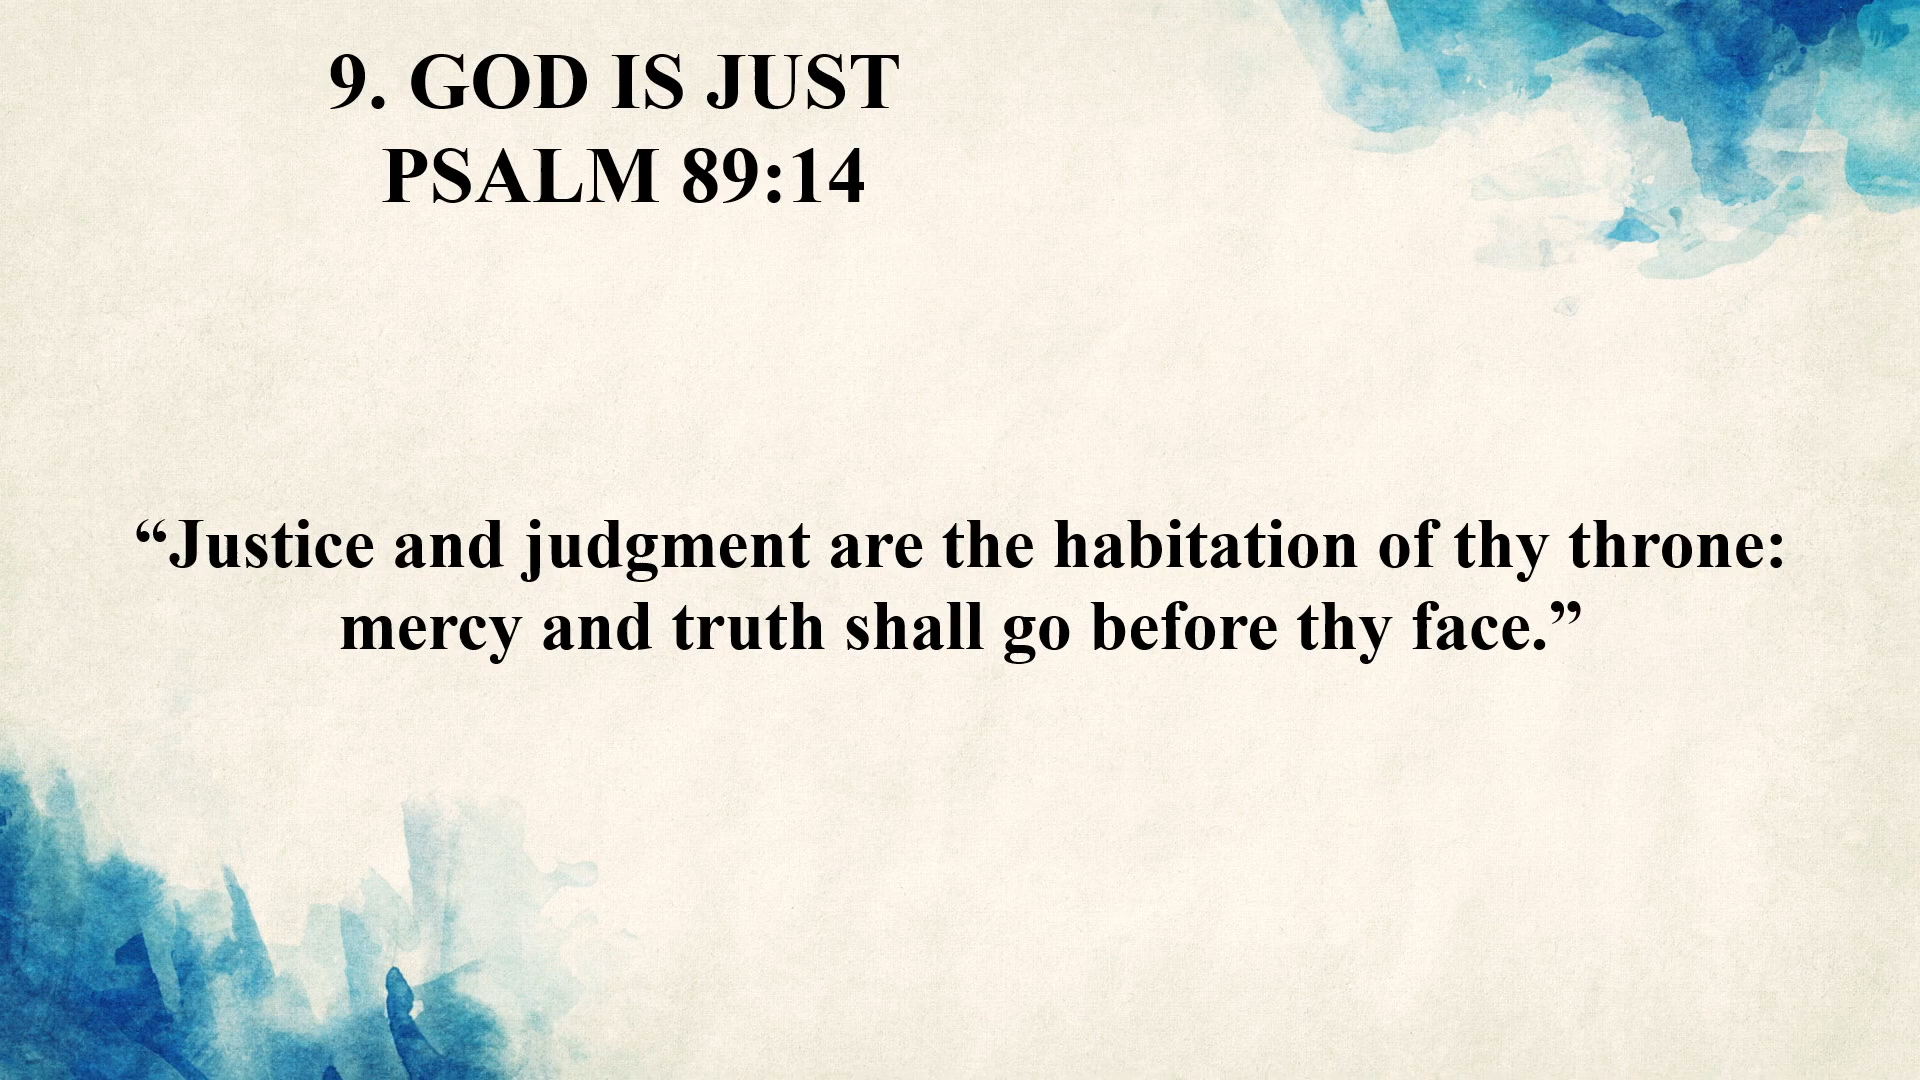 9. GOD IS JUST
PSALM 89:14
“Justice and judgment are the habitation of thy throne:
mercy and truth shall go before thy face.”